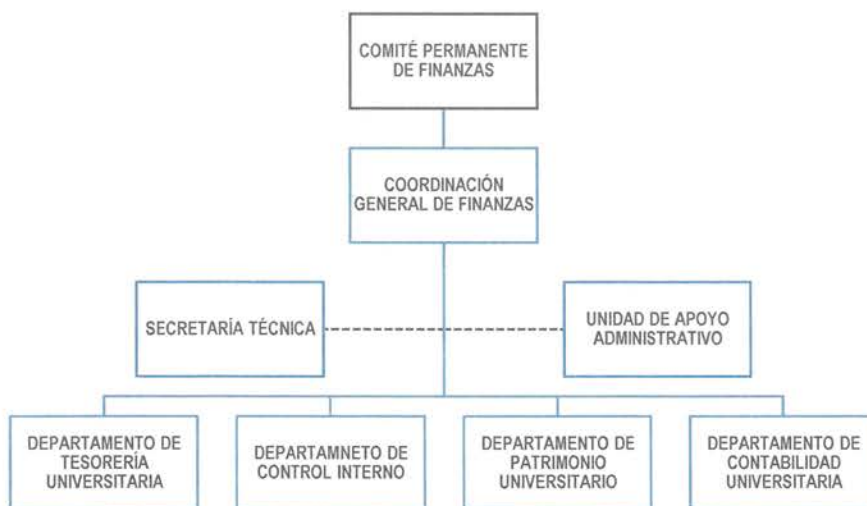 COMITÉ PERMANENTE
DE FINANZAS
COORDINACIÓN
GENERAL DE FINANZAS
SECRETARÍA TÉCNICA
UNIDAD DE APOYO
ADMINISTRATIVO
DEPARTAMENTO DE
TESORERÍA
UNIVERSITARIA
DEPARTAMNETO DE
CONTROL INTERNO
DEPARTAMENTO DE
PATRIMONIO
UNIVERSITARIO
DEPARTAMENTO DE
CONTABILIDAD
UNIVERSITARIA